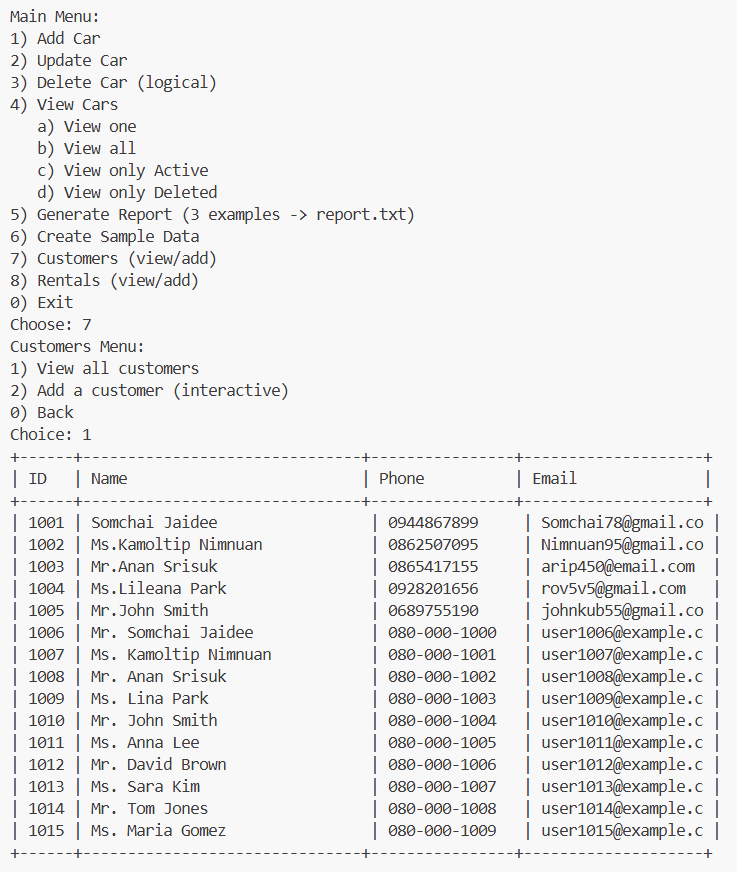 Main Menu:
1) Add Car
2) Update Car
3) Delete Car (logical)
4) View Cars
   a) View one
   b) View all
   c) View only Active
   d) View only Deleted
5) Generate Report (3 examples -> report.txt)
6) Create Sample Data
7) Customers (view/add)
8) Rentals (view/add)
0) Exit
Choose: 7
Customers Menu:
1) View all customers
2) Add a customer (interactive)
0) Back
Choice: 1
+------+-------------------------------+----------------+--------------------+
| ID   | Name                          | Phone          | Email              |
+------+-------------------------------+----------------+--------------------+
| 1001 | Somchai Jaidee                 | 0944867899     | Somchai78@gmail.co |
| 1002 | Ms.Kamoltip Nimnuan            | 0862507095     | Nimnuan95@gmail.co |
| 1003 | Mr.Anan Srisuk                 | 0865417155     | arip450@email.com  |
| 1004 | Ms.Lileana Park                | 0928201656     | rov5v5@gmail.com   |
| 1005 | Mr.John Smith                  | 0689755190     | johnkub55@gmail.co |
| 1006 | Mr. Somchai Jaidee             | 080-000-1000   | user1006@example.c |
| 1007 | Ms. Kamoltip Nimnuan           | 080-000-1001   | user1007@example.c |
| 1008 | Mr. Anan Srisuk                | 080-000-1002   | user1008@example.c |
| 1009 | Ms. Lina Park                  | 080-000-1003   | user1009@example.c |
| 1010 | Mr. John Smith                 | 080-000-1004   | user1010@example.c |
| 1011 | Ms. Anna Lee                   | 080-000-1005   | user1011@example.c |
| 1012 | Mr. David Brown                | 080-000-1006   | user1012@example.c |
| 1013 | Ms. Sara Kim                   | 080-000-1007   | user1013@example.c |
| 1014 | Mr. Tom Jones                  | 080-000-1008   | user1014@example.c |
| 1015 | Ms. Maria Gomez                | 080-000-1009   | user1015@example.c |
+------+-------------------------------+----------------+--------------------+